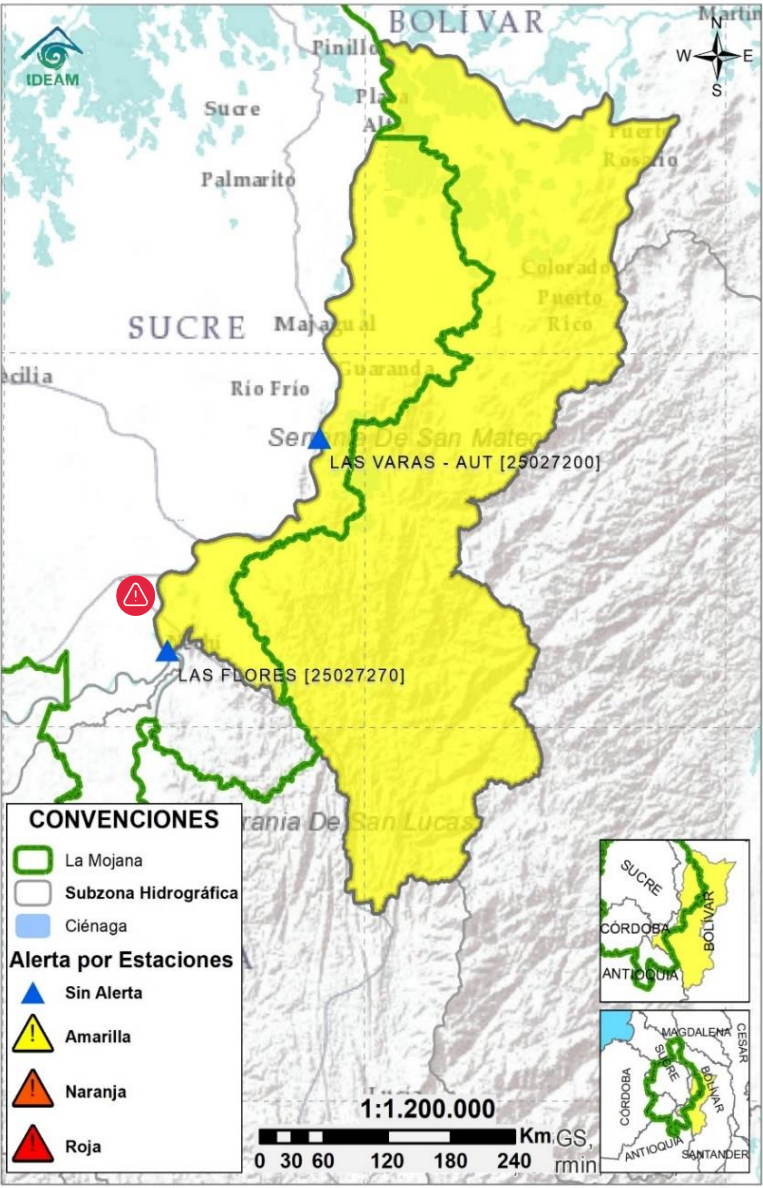 BOLÍVAR
N
W
E
S
IDEAM
Pinillo
Sucre
Palmarito
Puerto
Rosario
Colorado
Puerto
Rico
SUCRE
Majagual
Guaranda
Río Frío
LAS VARAS - AUT [25027200]
LAS FLORES [25027270]
CONVENCIONES
La Mojana
Subzona Hidrográfica
Ciénaga
Alerta por Estaciones
Sin Alerta
Amarilla
Naranja
Roja
1:1.200.000
Km
GS,
rmin
0 30 60 120 180 240
SUCRE
CÓRDOBA
BOLÍVAR
ANTIOQUIA
MAGDALENA
CESAR
SUCRE
CÓRDOBA
BOLÍVAR
ANTIOQUIA
SANTANDER